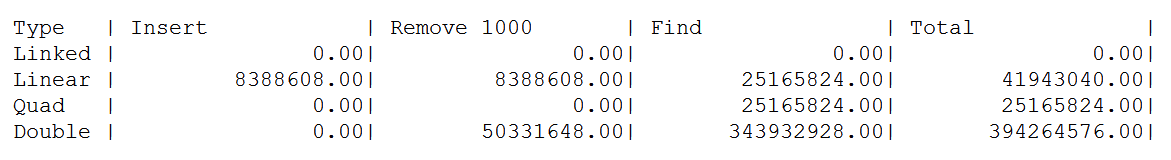 Type   | Insert            | Remove 1000       | Find              | Total             |
Linked |               0.00|               0.00|               0.00|               0.00|
Linear |         8388608.00|         8388608.00|        25165824.00|        41943040.00|
Quad   |               0.00|               0.00|        25165824.00|        25165824.00|
Double |               0.00|        50331648.00|       343932928.00|       394264576.00|